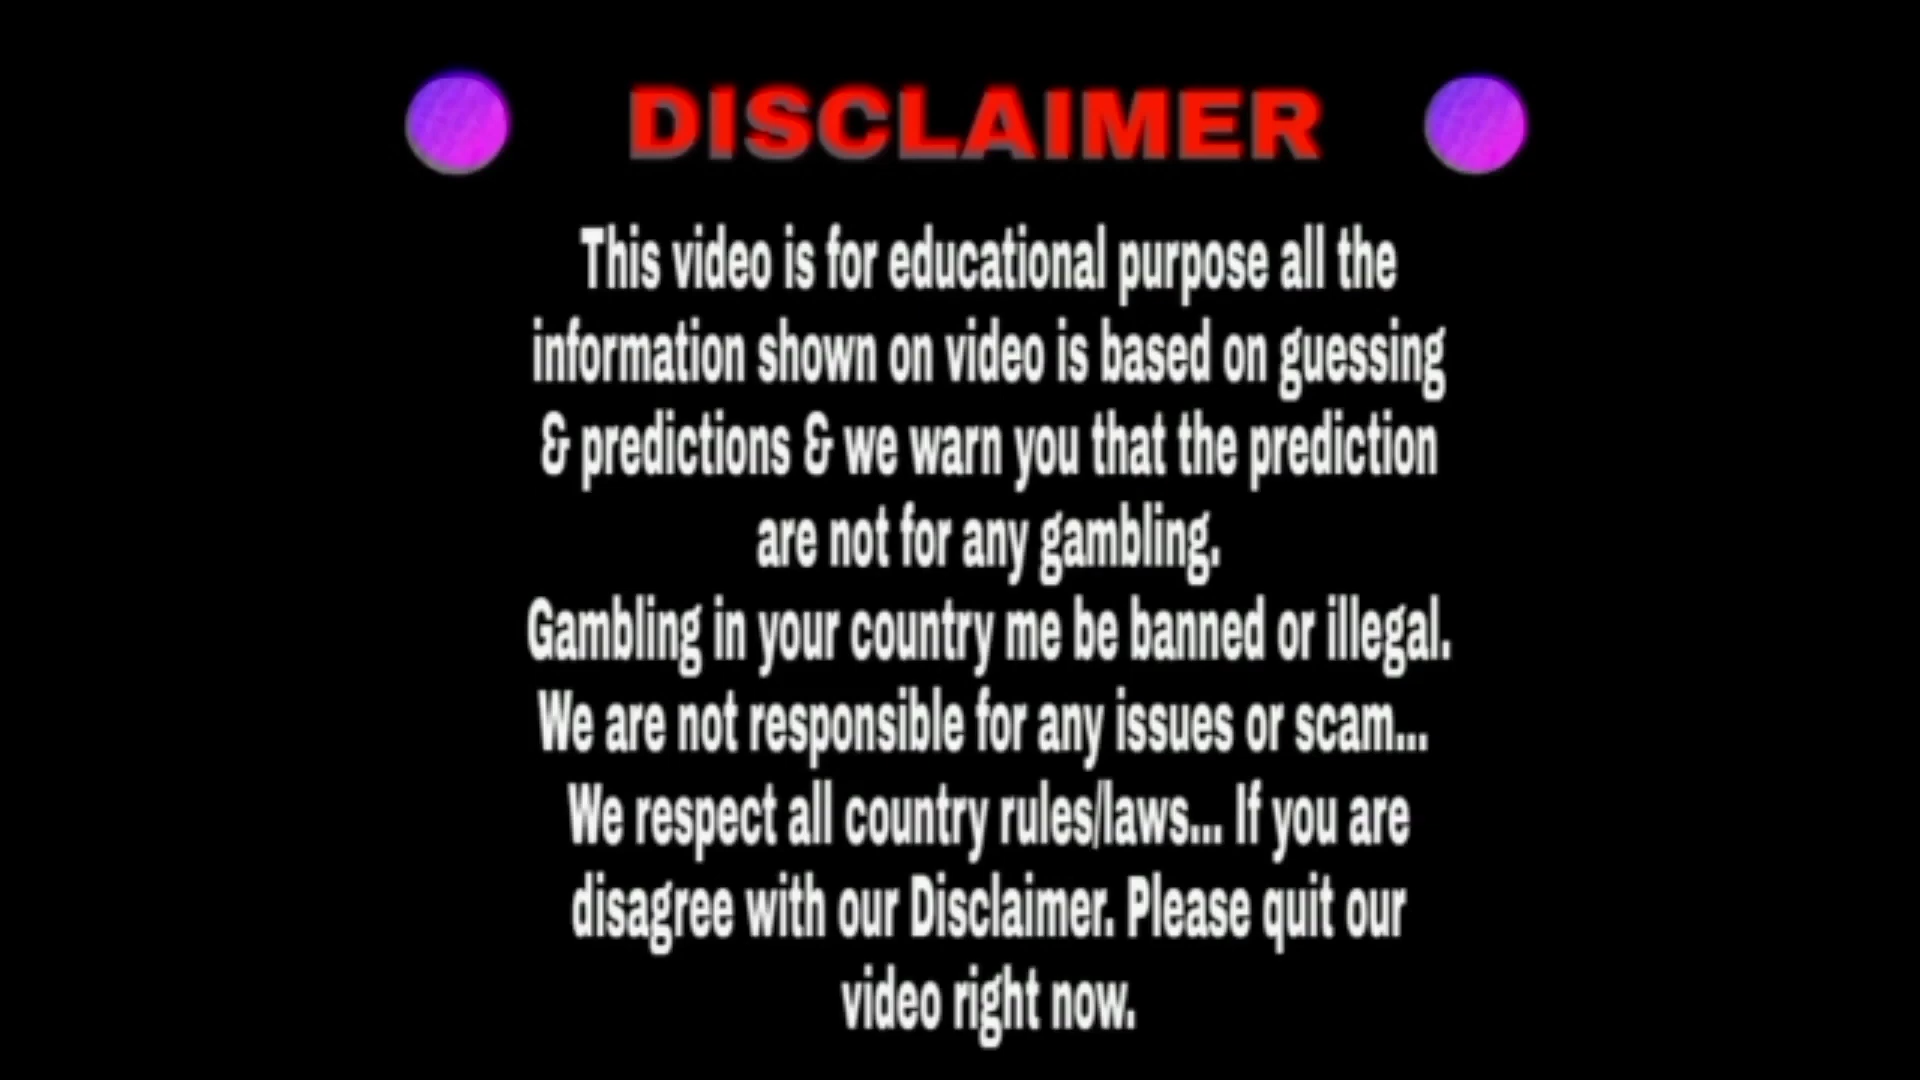 DISCLAIMER
This video is for educational purpose all the
information shown on video is based on guessing
& predictions & we warn you that the prediction
are not for any gambling.
Gambling in your country me be banned or illegal.
We are not responsible for any issues or scam...
We respect all country rules/laws... If you are
disagree with our Disclaimer. Please quit our
video right now.